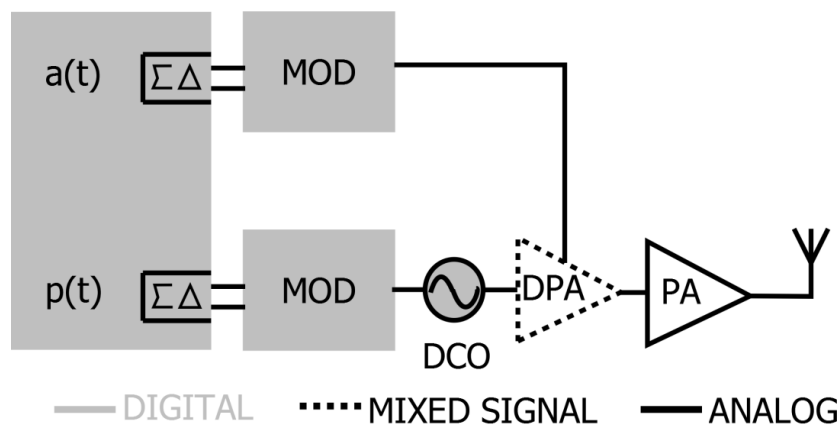 a(t) ΣΔ MOD
p(t) ΣΔ MOD DPA PA
DCO
DIGITAL MIXED SIGNAL ANALOG